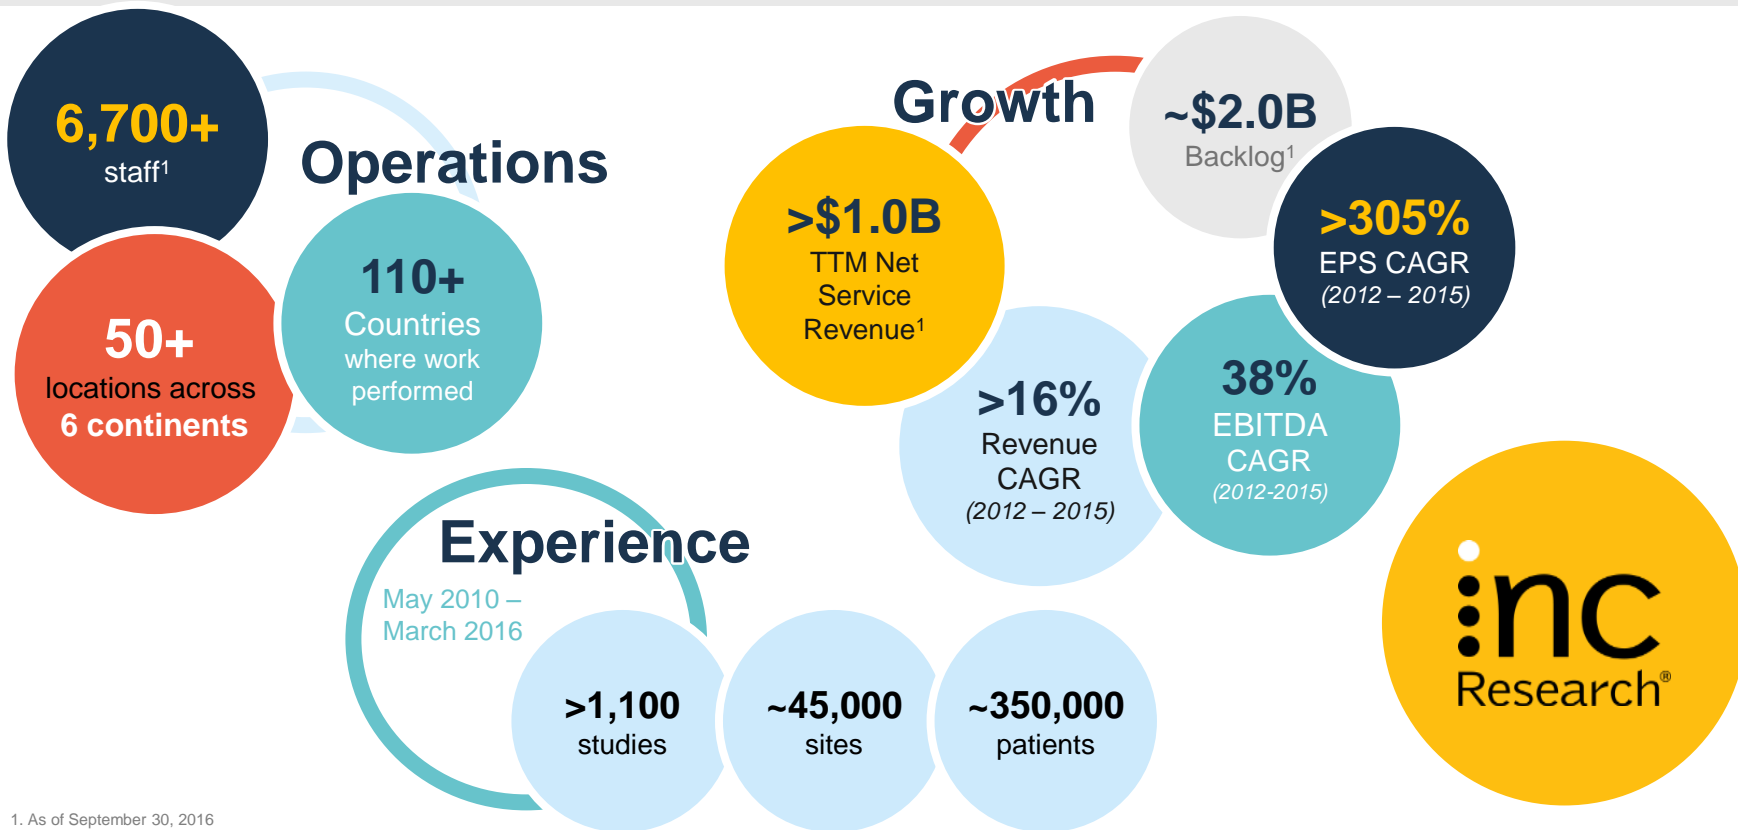 Operations
6,700+
staff1
50+
locations across
6 continents
110+
Countries
where work
performed
Growth
>$1.0B
TTM Net
Service
Revenue1
~$2.0B
Backlog1
>305%
EPS CAGR
(2012 – 2015)
>16%
Revenue
CAGR
(2012 – 2015)
38%
EBITDA
CAGR
(2012-2015)
Experience
May 2010 –
March 2016
>1,100
studies
~45,000
sites
~350,000
patients
inc
Research®
1. As of September 30, 2016